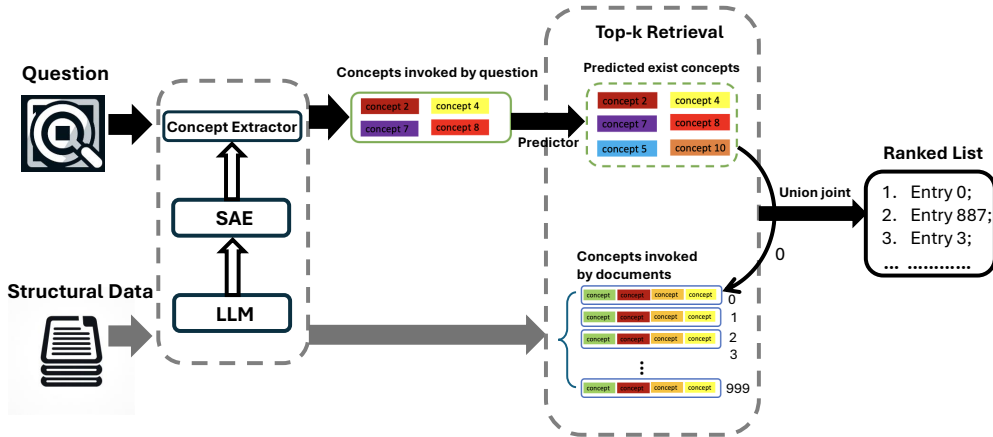 Question
Structural Data
Concept Extractor
SAE
LLM
Concepts invoked by question
concept 2 concept 4
concept 7 concept 8
Predictor
Top-k Retrieval
Predicted exist concepts
concept 2 concept 4
concept 7 concept 8
concept 5 concept 10
Union joint
0
Concepts invoked
by documents
concept concept concept concept 0
concept concept concept concept 1
concept concept concept concept 2
3
⋮
concept concept concept concept 999
Ranked List
1. Entry 0;
2. Entry 887;
3. Entry 3;
... ............